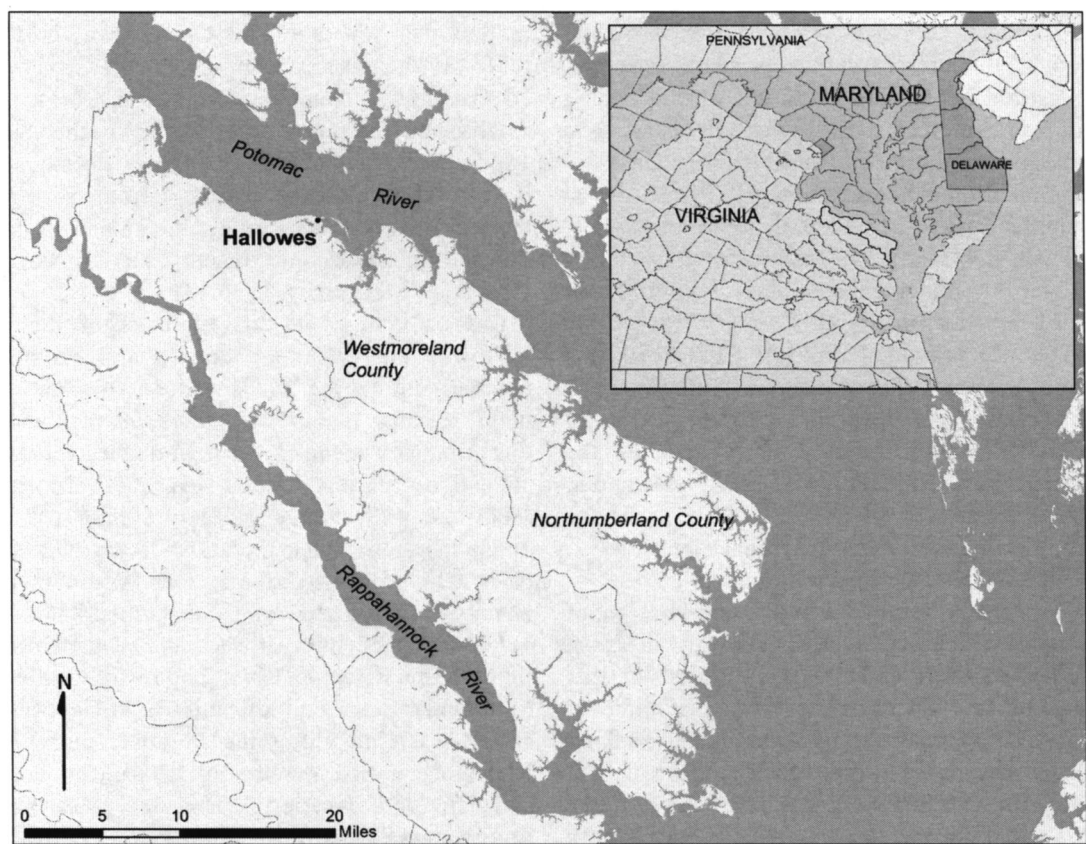 PENNSYLVANIA
MARYLAND
DELAWARE
VIRGINIA
Potomac
River
Hallowes
Westmoreland
County
Northumberland County
Rappahannock
River
N
0 5 10 20
Miles